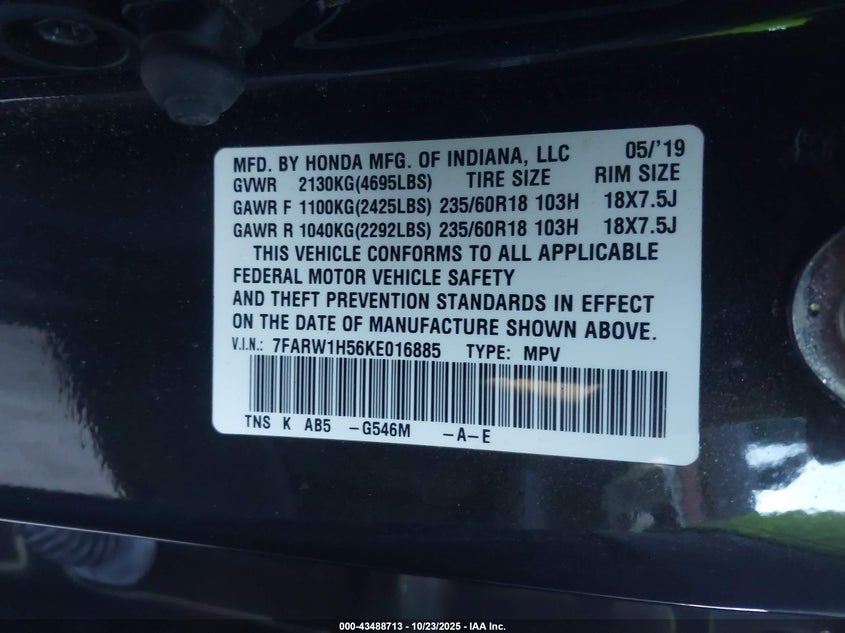 MFD. BY HONDA MFG. OF INDIANA, LLC 05/'19
GVWR 2130KG(4695LBS) TIRE SIZE RIM SIZE
GAWR F 1100KG(2425LBS) 235/60R18 103H 18X7.5J
GAWR R 1040KG(2292LBS) 235/60R18 103H 18X7.5J
THIS VEHICLE CONFORMS TO ALL APPLICABLE
FEDERAL MOTOR VEHICLE SAFETY
AND THEFT PREVENTION STANDARDS IN EFFECT
ON THE DATE OF MANUFACTURE SHOWN ABOVE.
V.I.N.: 7FARW1H56KE016885 TYPE: MPV
TNS K AB5 -G546M -A-E
000-43488713 - 10/23/2025 - IAA Inc.